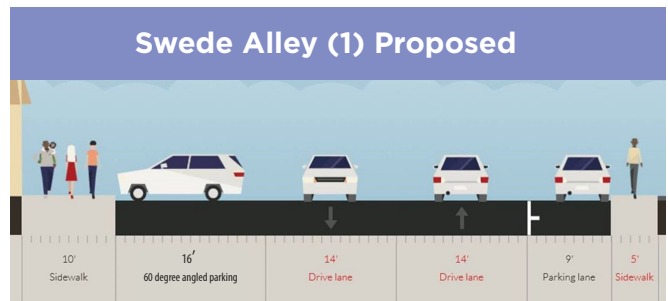 Swede Alley (1) Proposed
10'
Sidewalk
16'
60 degree angled parking
14'
Drive lane
14'
Drive lane
9'
Parking lane
5'
Sidewalk